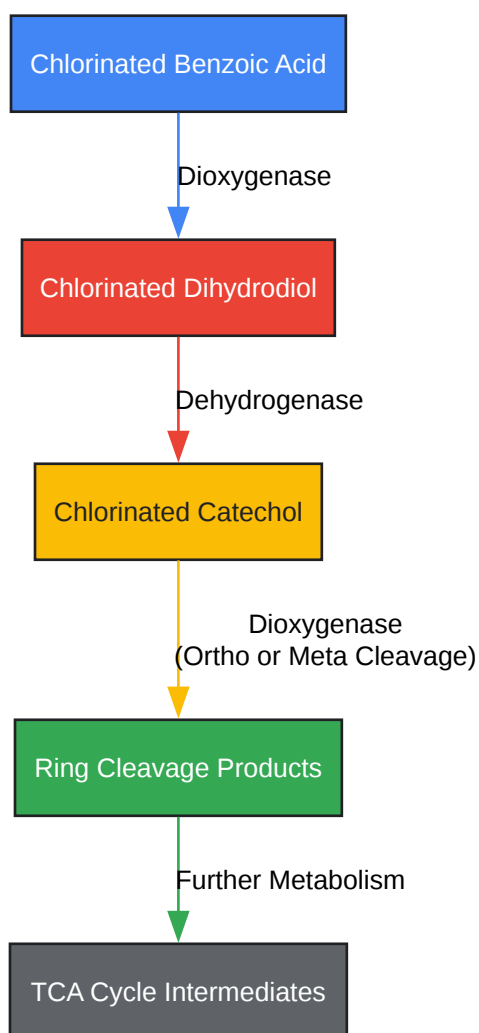 Chlorinated Benzoic Acid
Dioxygenase
Chlorinated Dihydrodiol
Dehydrogenase
Chlorinated Catechol
Dioxygenase
(Ortho or Meta Cleavage)
Ring Cleavage Products
Further Metabolism
TCA Cycle Intermediates